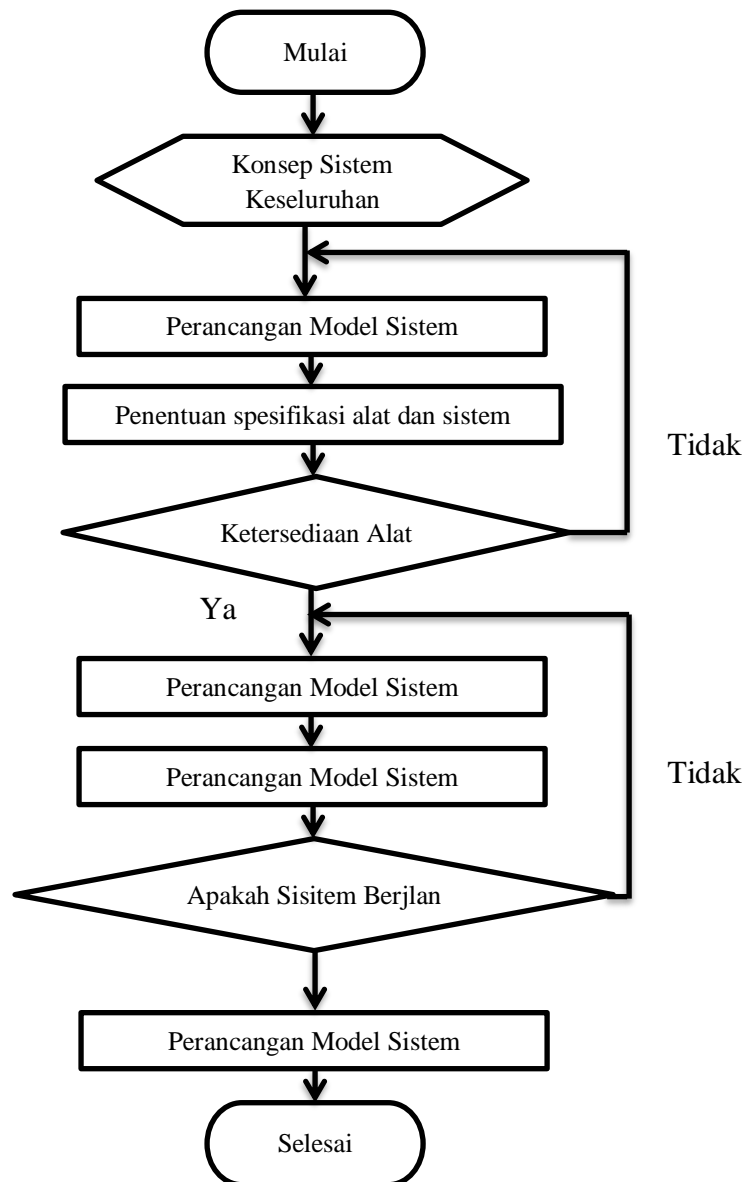 Mulai
Konsep Sistem
Keseluruhan
Perancangan Model Sistem
Penentuan spesifikasi alat dan sistem
Tidak
Ketersediaan Alat
Ya
Perancangan Model Sistem
Perancangan Model Sistem
Tidak
Apakah Sisitem Berjlan
Perancangan Model Sistem
Selesai